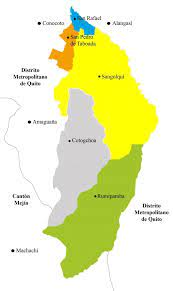 San Rafael
Conocoto
Alangasí
San Pedro
de Taboada
Distrito
Metropolitano
de Quito
Sangolquí
Amaguaña
Cotogchoa
Cantón
Mejía
Rumipamba
Distrito
Metropolitano
de Quito
Machachi